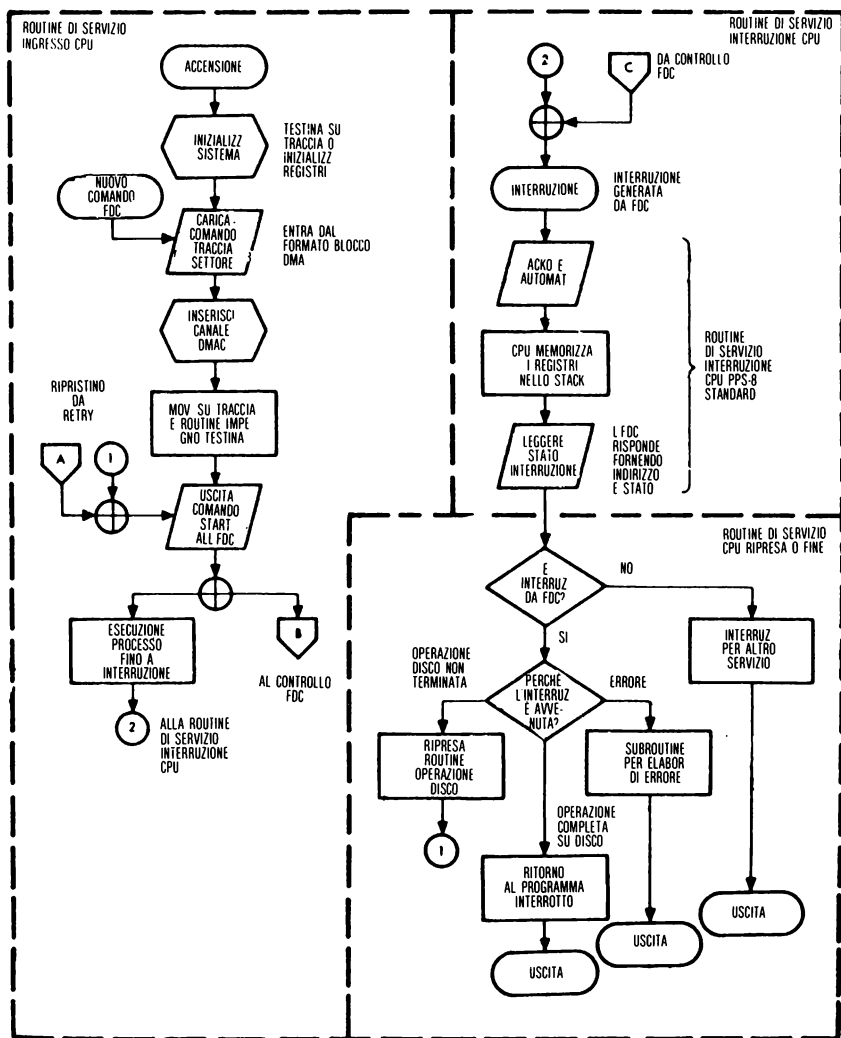 ROUTINE DI SERVIZIO
INGRESSO CPU
ACCENSIONE
INIZIALIZZ
SISTEMA
TESTINA SU
TRACCIA O
INIZIALIZZ
REGISTRI
NUOVO
COMANDO
FDC
CARICA-
COMANDO
TRACCIA
SETTORE
ENTRA DAL
FORMATO BLOCCO
DMA
INSERISCI
CANALE
DMAC
MOV SU TRACCIA
E ROUTINE IMPE
GNO TESTINA
RIPRISTINO
DA
RETRY
A
1
USCITA
COMANDO
START
ALL FDC
ESECUZIONE
PROCESSO
FINO A
INTERRUZIONE
B
AL CONTROLLO
FDC
2
ALLA ROUTINE
DI SERVIZIO
INTERRUZIONE
CPU
ROUTINE DI SERVIZIO
INTERRUZIONE CPU
2
C
DA CONTROLLO
FDC
INTERRUZIONE
INTERRUZIONE
GENERATA
DA FDC
ACKO E
AUTOMAT
CPU MEMORIZZA
I REGISTRI
NELLO STACK
LEGGERE
STATO
INTERRUZIONE
L FDC
RISPONDE
FORNENDO
INDIRIZZO
E STATO
ROUTINE
DI SERVIZIO
INTERRUZIONE
CPU PPS-8
STANDARD
ROUTINE DI SERVIZIO
CPU RIPRESA O FINE
E
INTERRUZ
DA FDC?
NO
SI
INTERRUZ
PER ALTRO
SERVIZIO
OPERAZIONE
DISCO NON
TERMINATA
PERCHÉ
L'INTERRUZ
É AVVE-
NUTA?
ERRORE
RIPRESA
ROUTINE
OPERAZIONE
DISCO
SUBROUTINE
PER ELABOR
DI ERRORE
1
OPERAZIONE
COMPLETA
SU DISCO
RITORNO
AL PROGRAMMA
INTERROTTO
USCITA
USCITA
USCITA